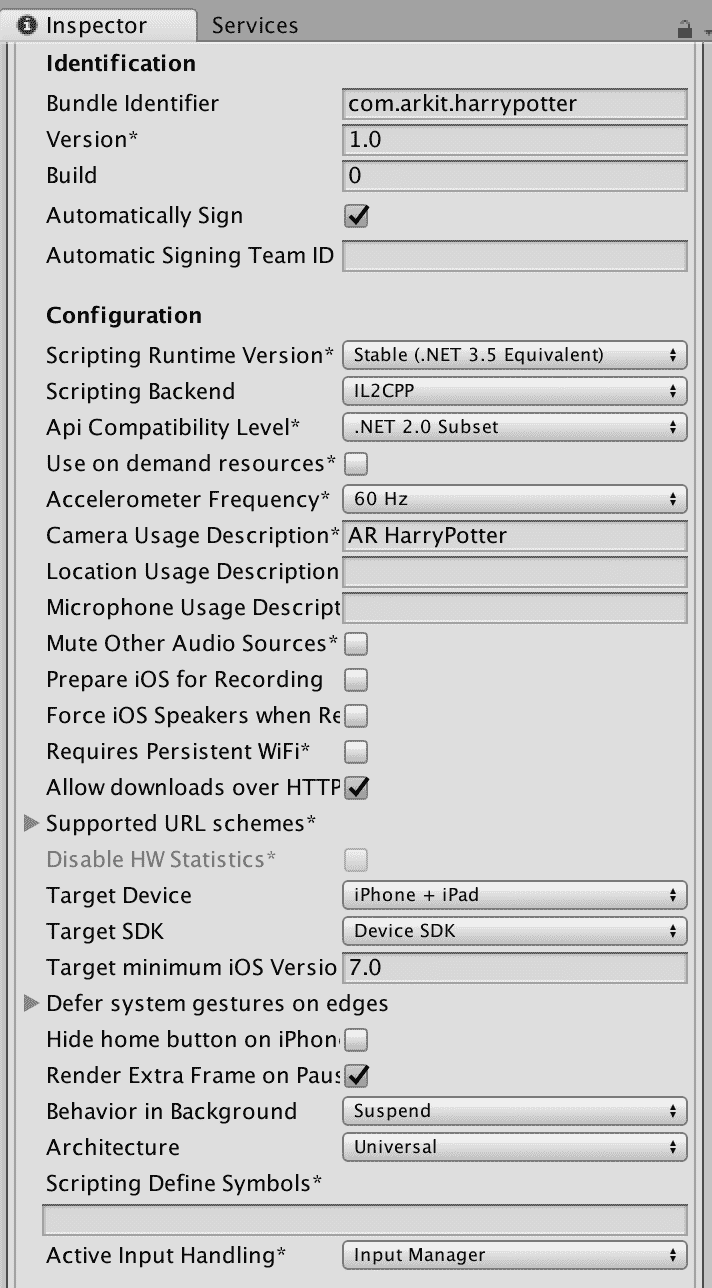 Inspector Services
Identification
Bundle Identifier com.arkit.harrypotter
Version* 1.0
Build 0
Automatically Sign
Automatic Signing Team ID
Configuration
Scripting Runtime Version* Stable (.NET 3.5 Equivalent)
Scripting Backend IL2CPP
Api Compatibility Level* .NET 2.0 Subset
Use on demand resources*
Accelerometer Frequency* 60 Hz
Camera Usage Description* AR HarryPotter
Location Usage Description
Microphone Usage Descript
Mute Other Audio Sources*
Prepare iOS for Recording
Force iOS Speakers when Re
Requires Persistent WiFi*
Allow downloads over HTTP
Supported URL schemes*
Disable HW Statistics*
Target Device iPhone + iPad
Target SDK Device SDK
Target minimum iOS Versio 7.0
Defer system gestures on edges
Hide home button on iPhon
Render Extra Frame on Paus
Behavior in Background Suspend
Architecture Universal
Scripting Define Symbols*
Active Input Handling* Input Manager